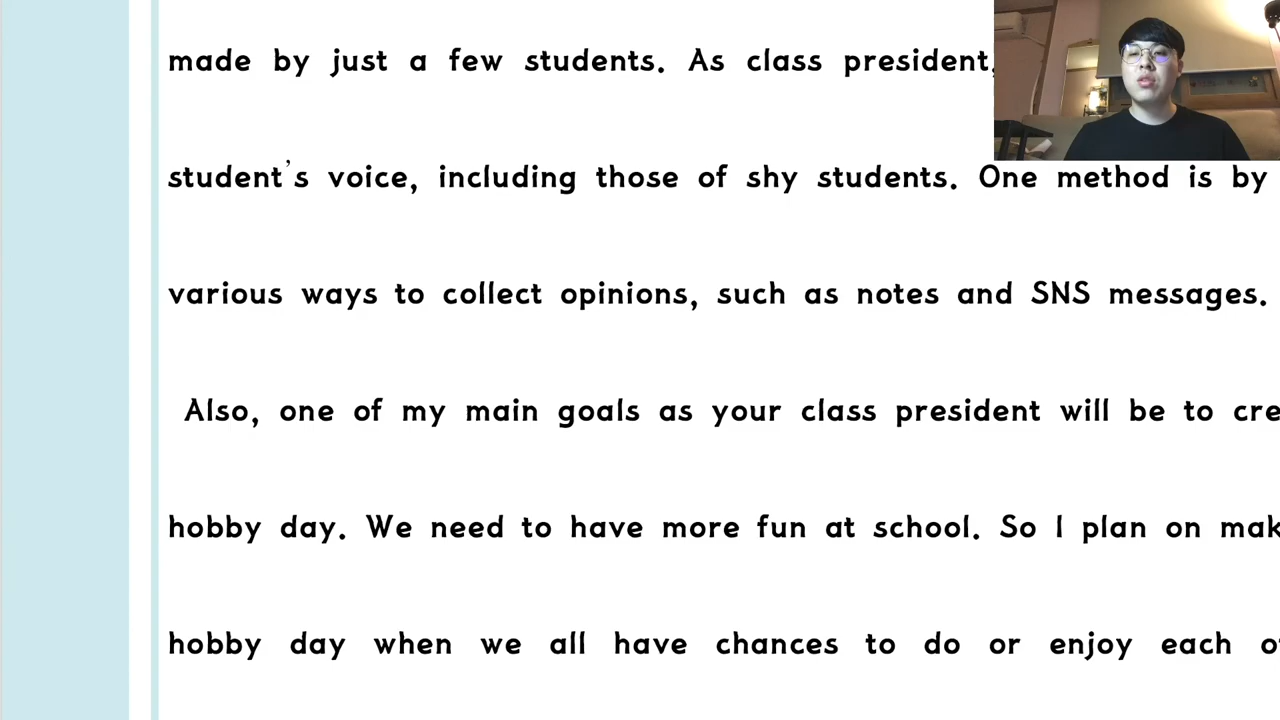 made by just a few students. As class president,
student's voice, including those of shy students. One method is by
various ways to collect opinions, such as notes and SNS messages.
Also, one of my main goals as your class president will be to
hobby day. We need to have more fun at school. So I plan on
hobby day when we all have chances to do or enjoy each